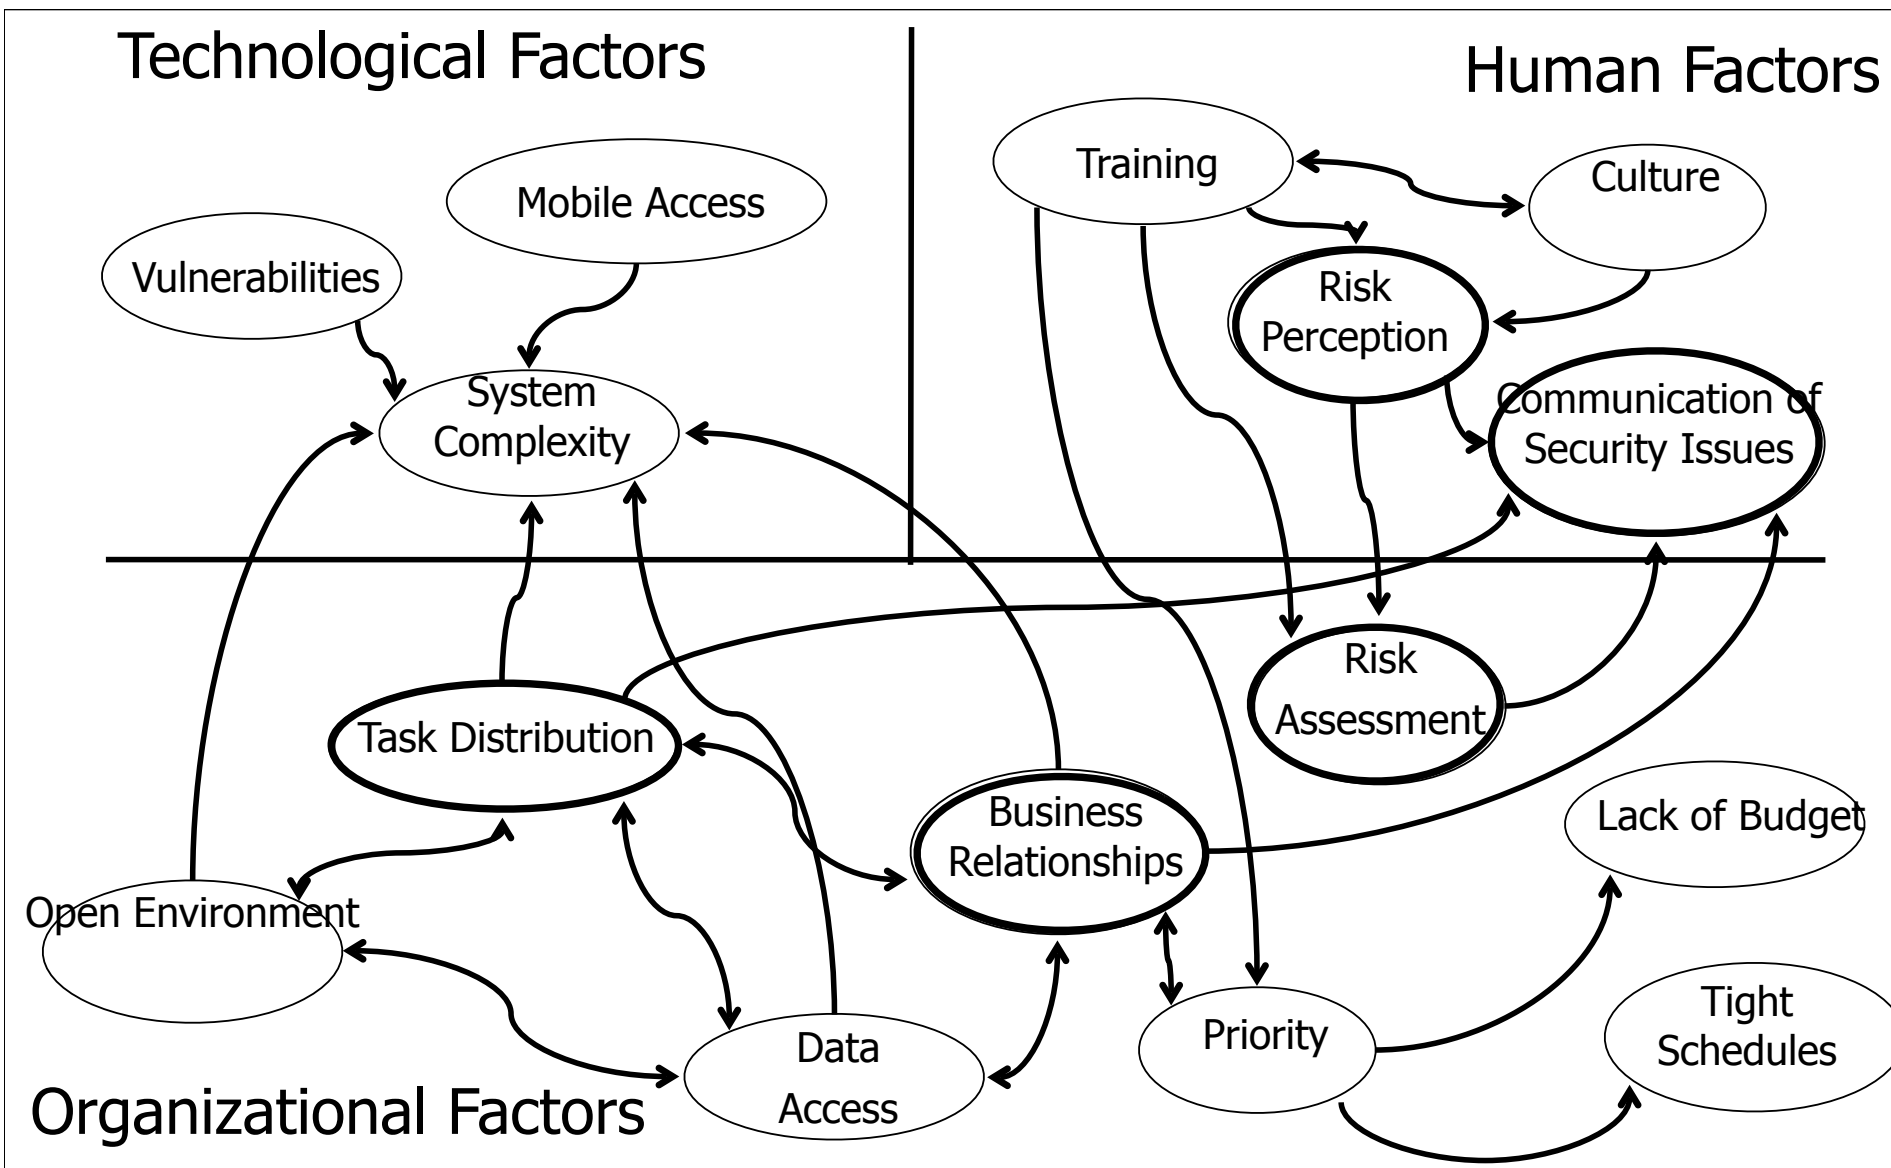 Technological Factors
Human Factors
Training
Culture
Mobile Access
Vulnerabilities
Risk
Perception
System
Complexity
Communication of
Security Issues
Risk
Assessment
Task Distribution
Business
Relationships
Lack of Budget
Open Environment
Data
Access
Priority
Tight
Schedules
Organizational Factors